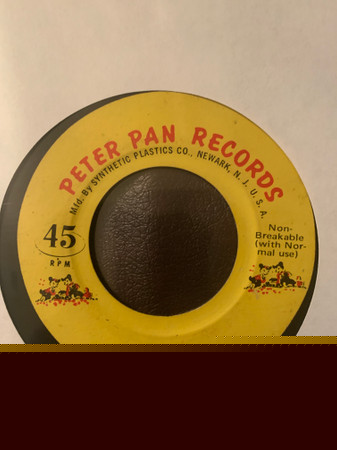 PETER PAN RECORDS
Mfd. By SYNTHETIC PLASTICS CO., NEWARK, N. J. U. S. A.
45
RPM
Non-
Breakable
(with Nor-
mal use)